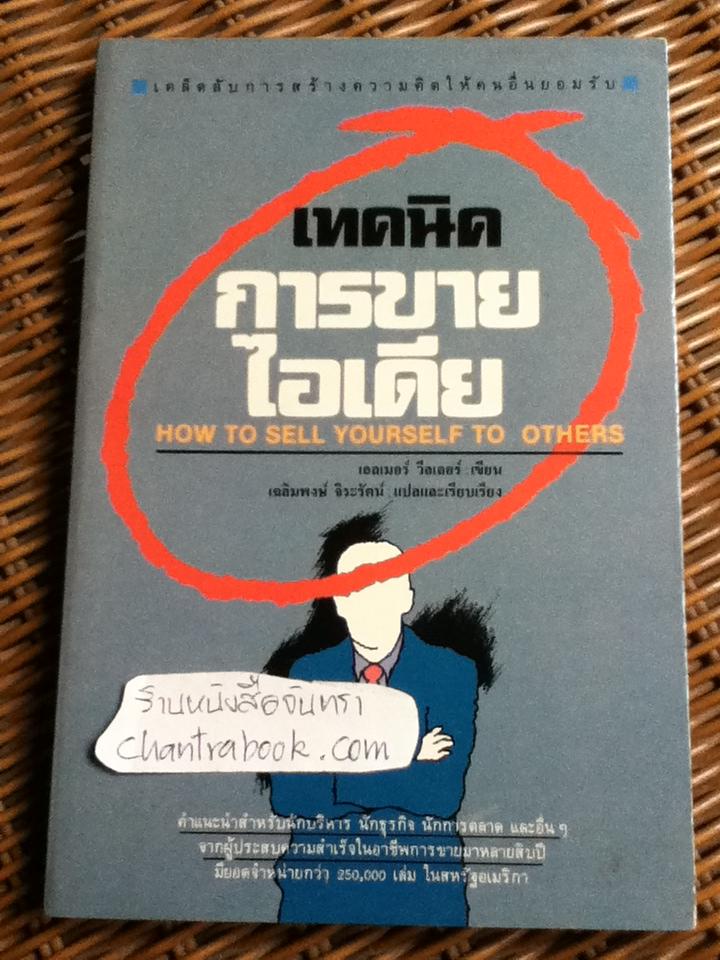 เคล็ดลับการสร้างความคิดให้คนอื่นยอมรับ
เทคนิค
การขาย
ไอเดีย
HOW TO SELL YOURSELF TO OTHERS
เอลเมอร์ วีลเลอร์ เขียน
เฉลิมพงษ์ จิระรัตน์ แปลและเรียบเรียง
ร้านหนังสือจันทรา
chantrabook.com
คำแนะนำสำหรับนักบริหาร นักธุรกิจ นักการตลาด และอื่น ๆ
จากผู้ประสบความสำเร็จในอาชีพการขายมาหลายสิบปี
มียอดจำหน่ายกว่า 250,000 เล่ม ในสหรัฐอเมริกา